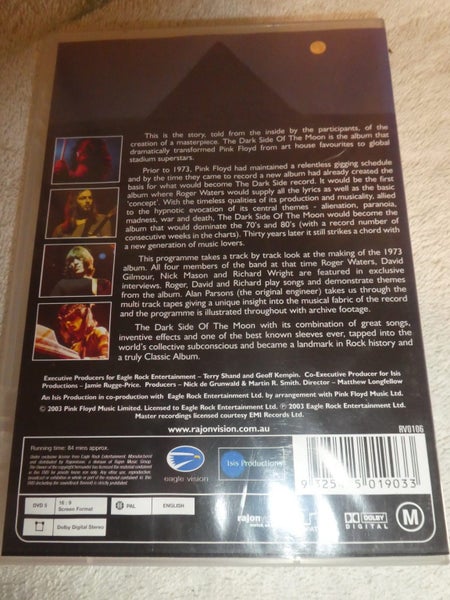 This is the story, told from the inside by the participants, of the
creation of a masterpiece. The Dark Side Of The Moon is the album that
dramatically transformed Pink Floyd from art house favourites to global
stadium superstars.
Prior to 1973, Pink Floyd had maintained a relentless gigging schedule
and by the time they came to record a new album had already created the
first basis for what would become The Dark Side record. It would be the
album where Roger Waters would supply all the lyrics as well as the basic
'concept'. With the timeless qualities of its production and musicality, allied
to the hypnotic evocation of its central themes - alienation, paranoia,
madness, war and death, The Dark Side Of The Moon would become the
album that would dominate the 70's and 80's (with a record number of
consecutive weeks in the charts). Thirty years later it still strikes a chord with
a new generation of music lovers.
This programme takes a track by track look at the making of the 1973
album. All four members of the band at that time Roger Waters, David
Gilmour, Nick Mason and Richard Wright are featured in exclusive
interviews. Roger, David and Richard play songs and demonstrate themes
from the album. Alan Parsons (the original engineer) takes us through the
multi track tapes giving a unique insight into the musical fabric of the record
and the programme is illustrated throughout with archive footage.
The Dark Side Of The Moon with its combination of great songs,
inventive effects and one of the best known sleeves ever, tapped into the
world's collective subconscious and became a landmark in Rock history and
a truly Classic Album.
Executive Producers for Eagle Rock Entertainment – Terry Shand and Geoff Kempin. Co-Executive Producer for Isis
Productions – Jamie Rugge-Price. Producers – Nick de Grunwald & Martin R. Smith. Director – Matthew Longfellow
An Isis Production in co-operation with Eagle Rock Entertainment Ltd. by arrangement with Pink Floyd Music Ltd.
© 2003 Pink Floyd Music Limited. Licensed to Eagle Rock Entertainment Ltd. ℗ 2003 Eagle Rock Entertainment Ltd.
Master recordings licensed courtesy EMI Records Ltd.
www.rajonvision.com
RV0106
Running time: 84 mins approx.
eagle vision
Isis Productions
9 325425 019033
DVD 5
16 : 9
Screen Format
PAL
ENGLISH
Dolby Digital Stereo
rajon
DOLBY
DIGITAL
M